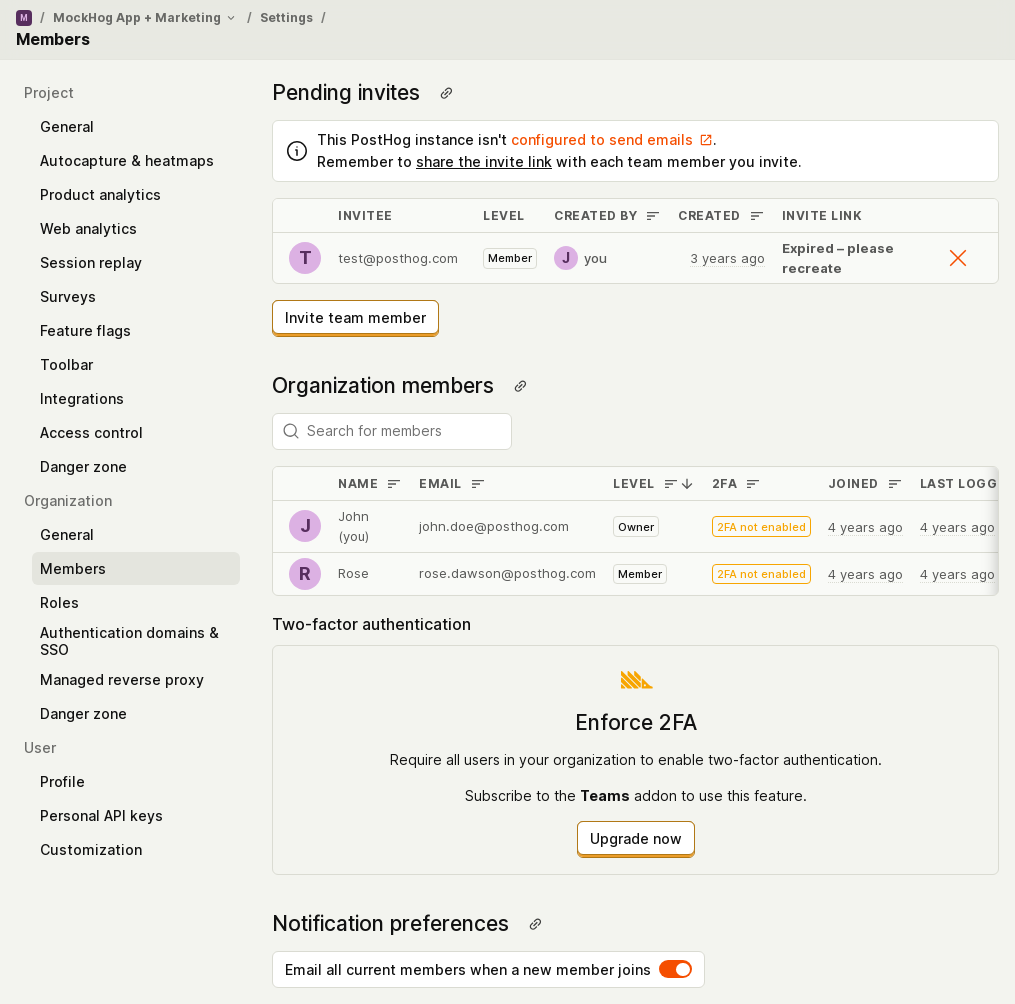 M / MockHog App + Marketing / Settings /
Members
Project
General
Autocapture & heatmaps
Product analytics
Web analytics
Session replay
Surveys
Feature flags
Toolbar
Integrations
Access control
Danger zone
Organization
General
Members
Roles
Authentication domains &
SSO
Managed reverse proxy
Danger zone
User
Profile
Personal API keys
Customization
Pending invites
This PostHog instance isn't configured to send emails.
Remember to share the invite link with each team member you invite.
INVITEE LEVEL CREATED BY CREATED INVITE LINK
T test@posthog.com Member J you 3 years ago Expired – please
recreate
Invite team member
Organization members
Search for members
NAME EMAIL LEVEL 2FA JOINED LAST LOGG
J John
(you) john.doe@posthog.com Owner 2FA not enabled 4 years ago 4 years ago
R Rose rose.dawson@posthog.com Member 2FA not enabled 4 years ago 4 years ago
Two-factor authentication
Enforce 2FA
Require all users in your organization to enable two-factor authentication.
Subscribe to the Teams addon to use this feature.
Upgrade now
Notification preferences
Email all current members when a new member joins